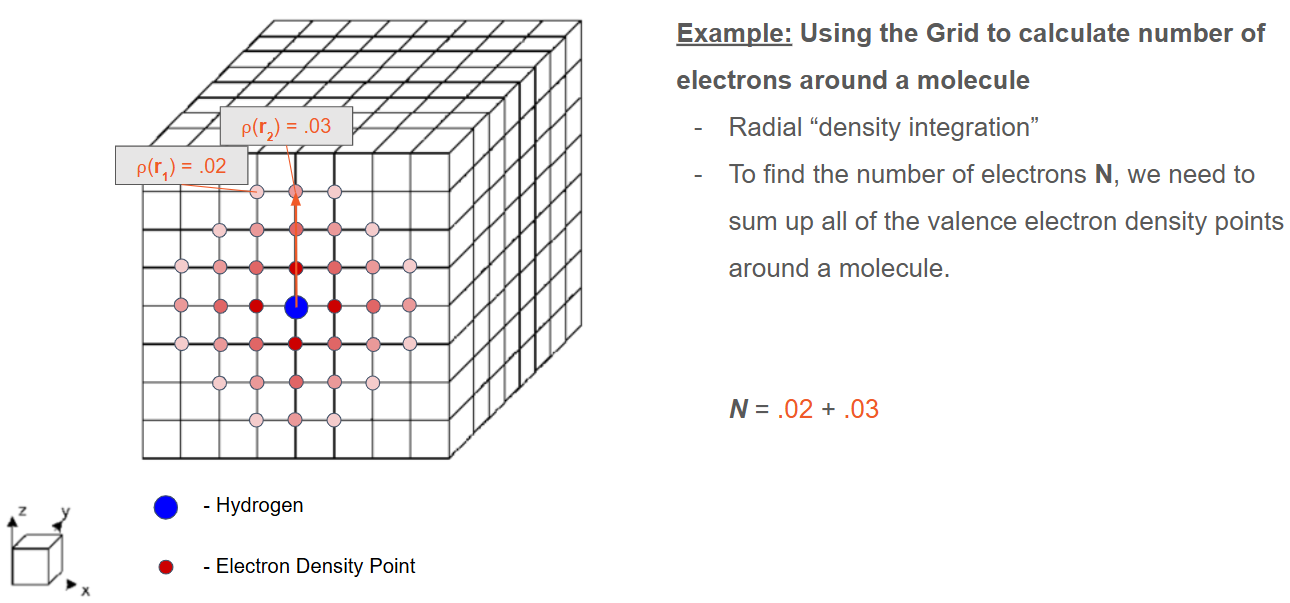 Example: Using the Grid to calculate number of
electrons around a molecule
- Radial “density integration”
- To find the number of electrons N, we need to
sum up all of the valence electron density points
around a molecule.
N = .02 + .03
ρ(r2) = .03
ρ(r1) = .02
- Hydrogen
- Electron Density Point
z
y
x